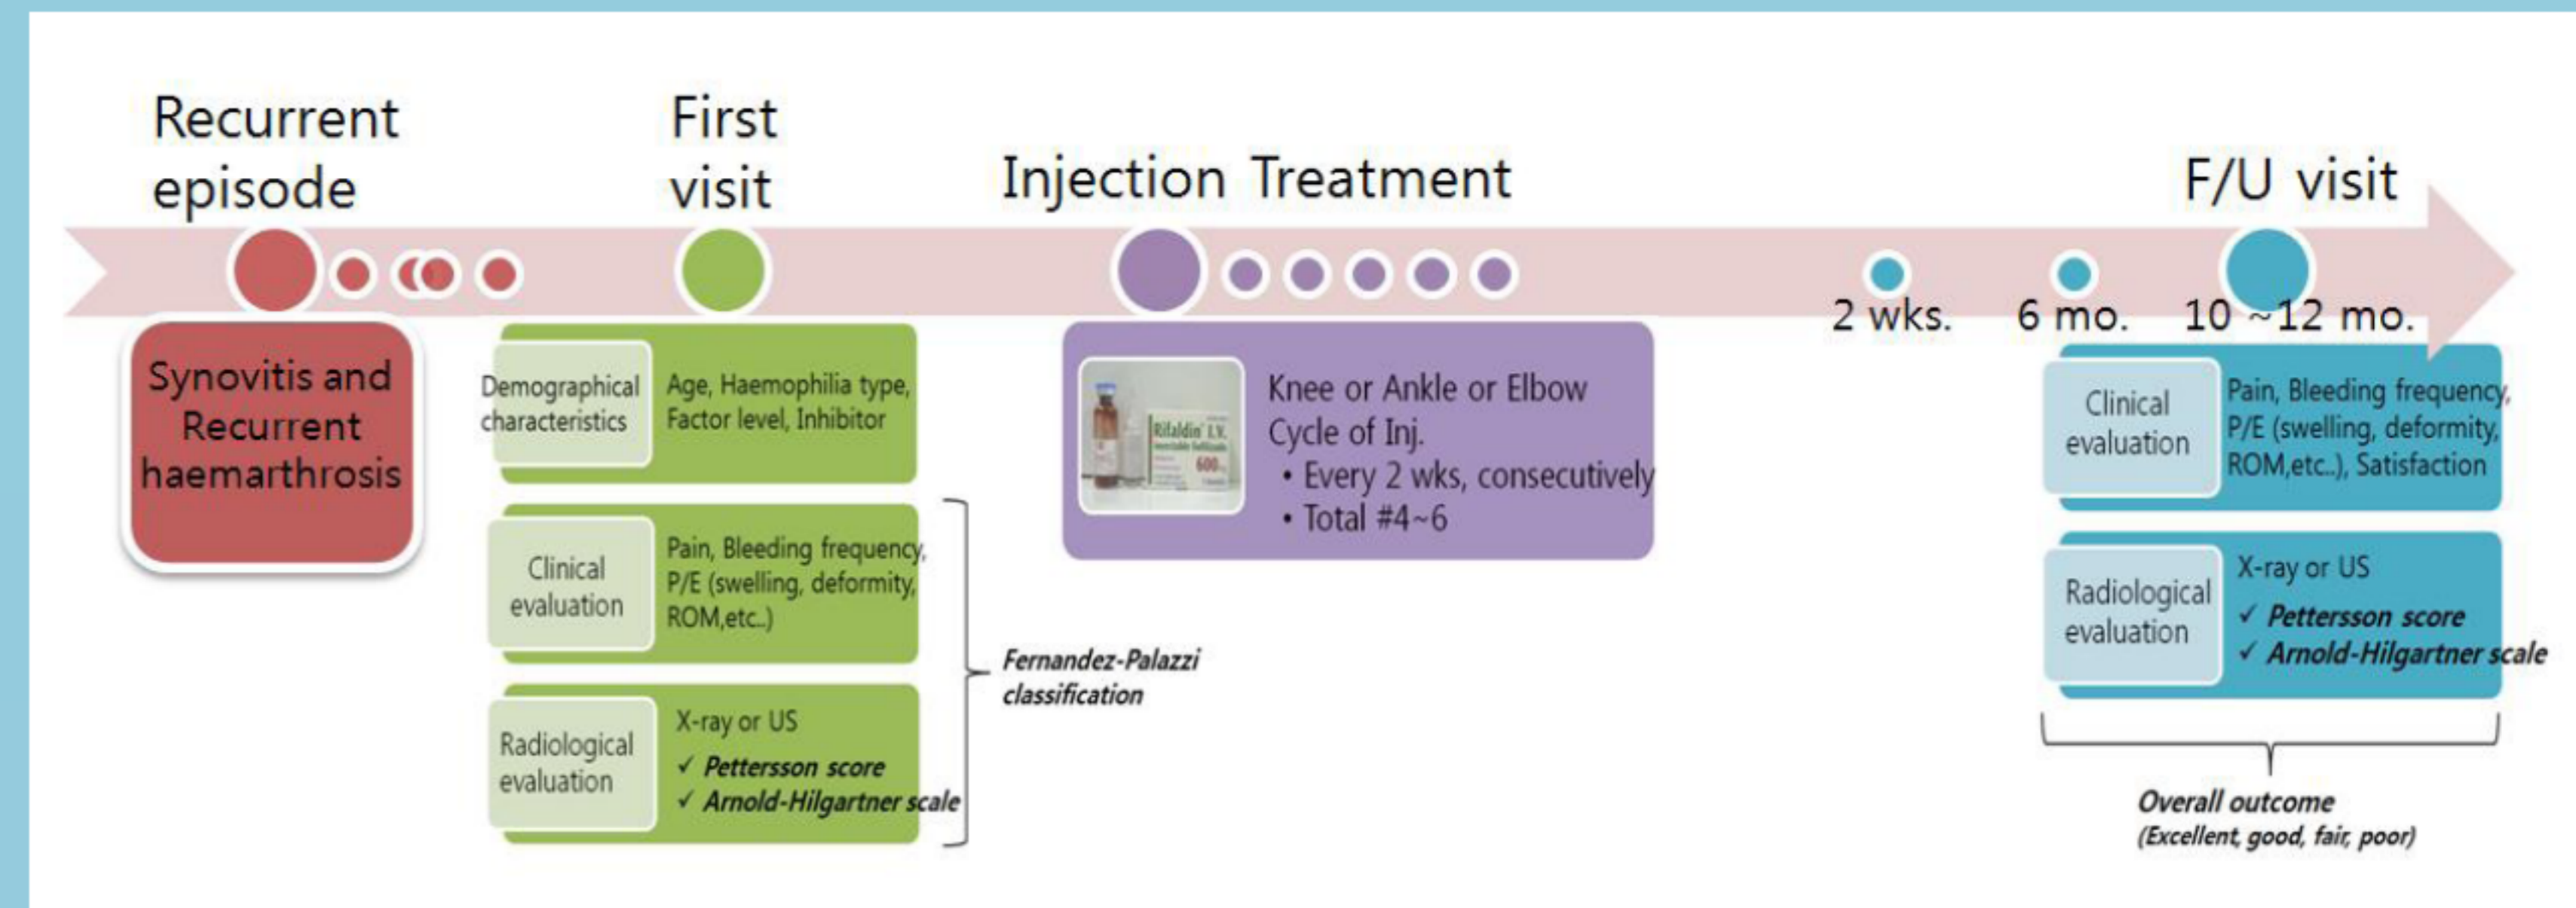 Recurrent
episode
First
visit
Injection Treatment
F/U visit
2 wks.
6 mo.
10 ~12 mo.
Synovitis and
Recurrent
haemarthrosis
Demographical
characteristics
Age, Haemophilia type,
Factor level, Inhibitor
Clinical
evaluation
Pain, Bleeding frequency,
P/E (swelling, deformity,
ROM,etc..)
Radiological
evaluation
X-ray or US
✓ Pettersson score
✓ Arnold-Hilgartner scale
Fernandez-Palazzi
classification
Rifaldin I.V.
600
Knee or Ankle or Elbow
Cycle of Inj.
• Every 2 wks, consecutively
• Total #4~6
Clinical
evaluation
Pain, Bleeding frequency,
P/E (swelling, deformity,
ROM,etc..), Satisfaction
Radiological
evaluation
X-ray or US
✓ Pettersson score
✓ Arnold-Hilgartner scale
Overall outcome
(Excellent, good, fair, poor)